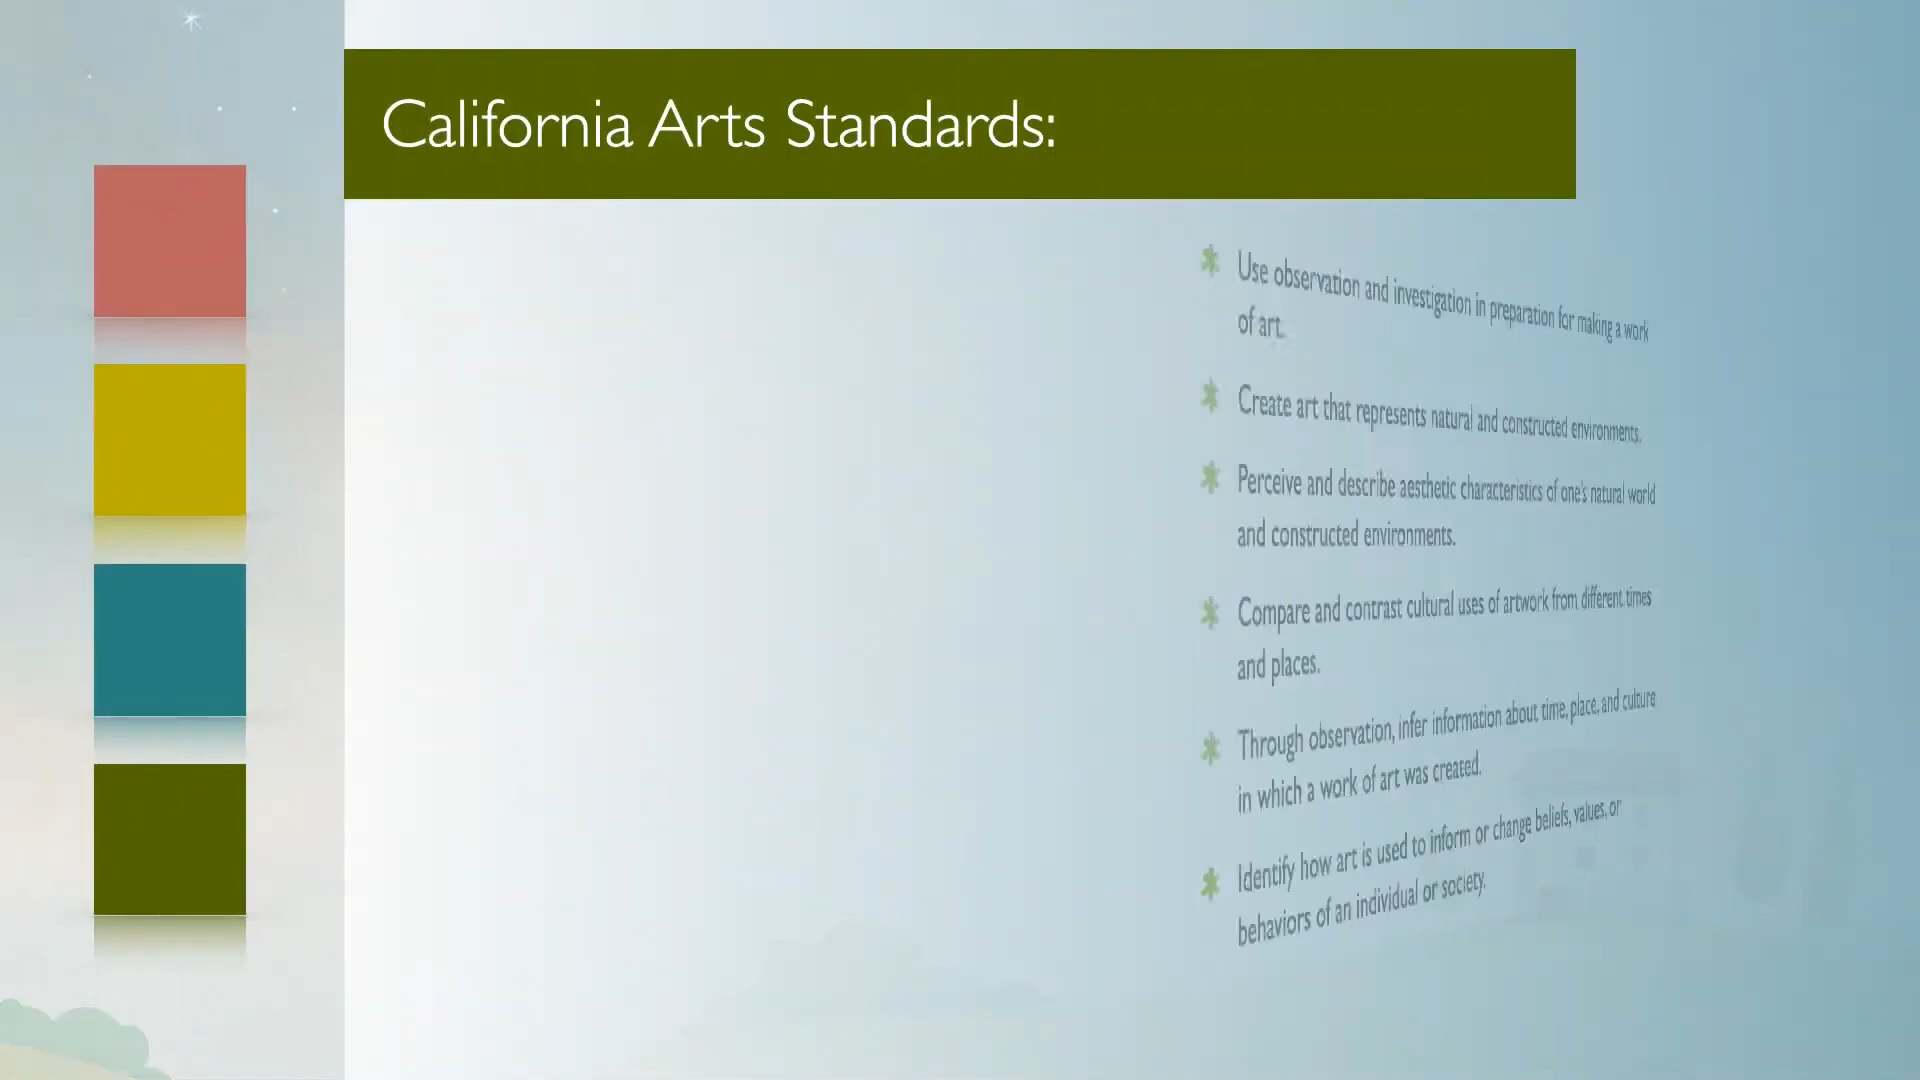 California Arts Standards:
Use observation and investigation in preparation for making a work
of art.
Create art that represents natural and constructed environments.
Perceive and describe aesthetic characteristics of one's natural world
and constructed environments.
Compare and contrast cultural uses of artwork from different times
and places.
Through observation, infer information about time, place, and culture
in which a work of art was created.
Identify how art is used to inform or change beliefs, values, or
behaviors of an individual or society.